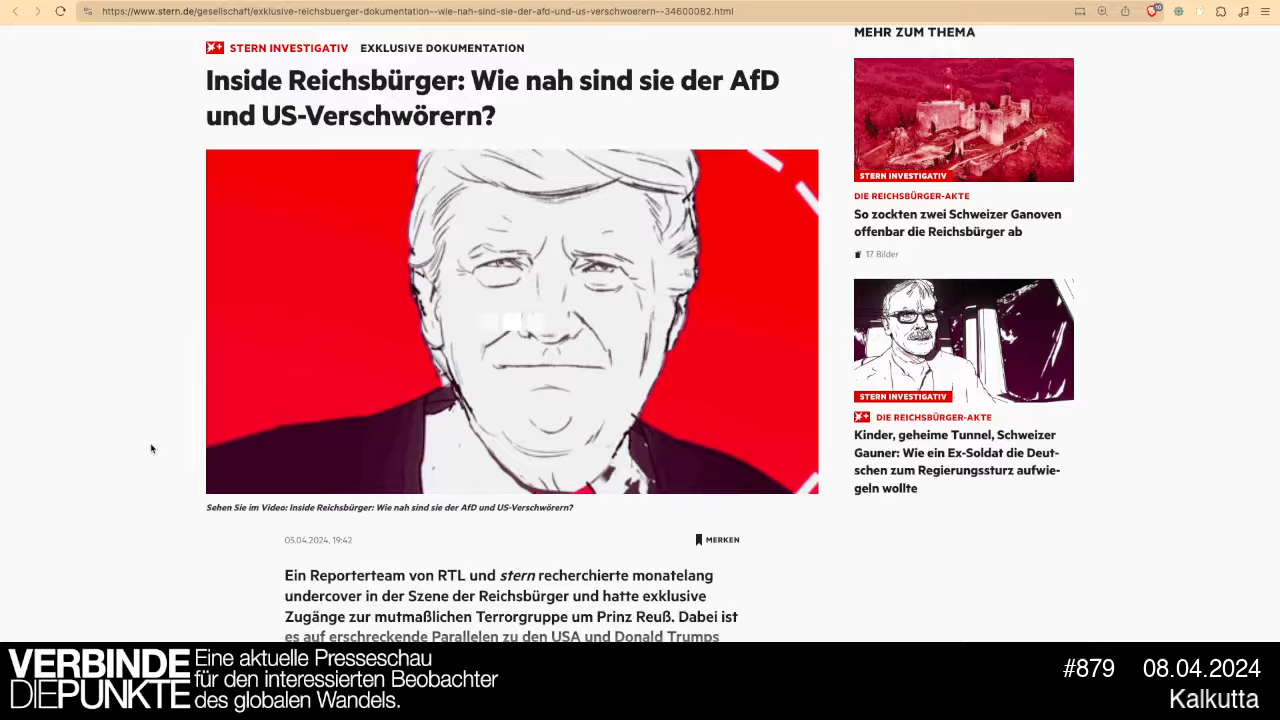 https://www.stern.de/gesellschaft/exklusive-dokumentation--wie-nah-sind-sie-der-afd-und-us-verschwoerern--34600082.html
10
STERN INVESTIGATIV EXKLUSIVE DOKUMENTATION
Inside Reichsbürger: Wie nah sind sie der AfD
und US-Verschwörern?
Sehen Sie im Video: Inside Reichsbürger: Wie nah sind sie der AfD und US-Verschwörern?
05.04.2024, 19:42
MERKEN
Ein Reporterteam von RTL und stern recherchierte monatelang
undercover in der Szene der Reichsbürger und hatte exklusive
Zugänge zur mutmaßlichen Terrorgruppe um Prinz Reuß. Dabei ist
es auf erschreckende Parallelen zu den USA und Donald Trumps
MEHR ZUM THEMA
STERN INVESTIGATIV
DIE REICHSBÜRGER-AKTE
So zockten zwei Schweizer Ganoven
offenbar die Reichsbürger ab
17 Bilder
STERN INVESTIGATIV
DIE REICHSBÜRGER-AKTE
Kinder, geheime Tunnel, Schweizer
Gauner: Wie ein Ex-Soldat die Deut-
schen zum Regierungssturz aufwie-
geln wollte
VERBINDE
DIEPUNKTE
Eine aktuelle Presseschau
für den interessierten Beobachter
des globalen Wandels.
#879 08.04.2024
Kalkutta